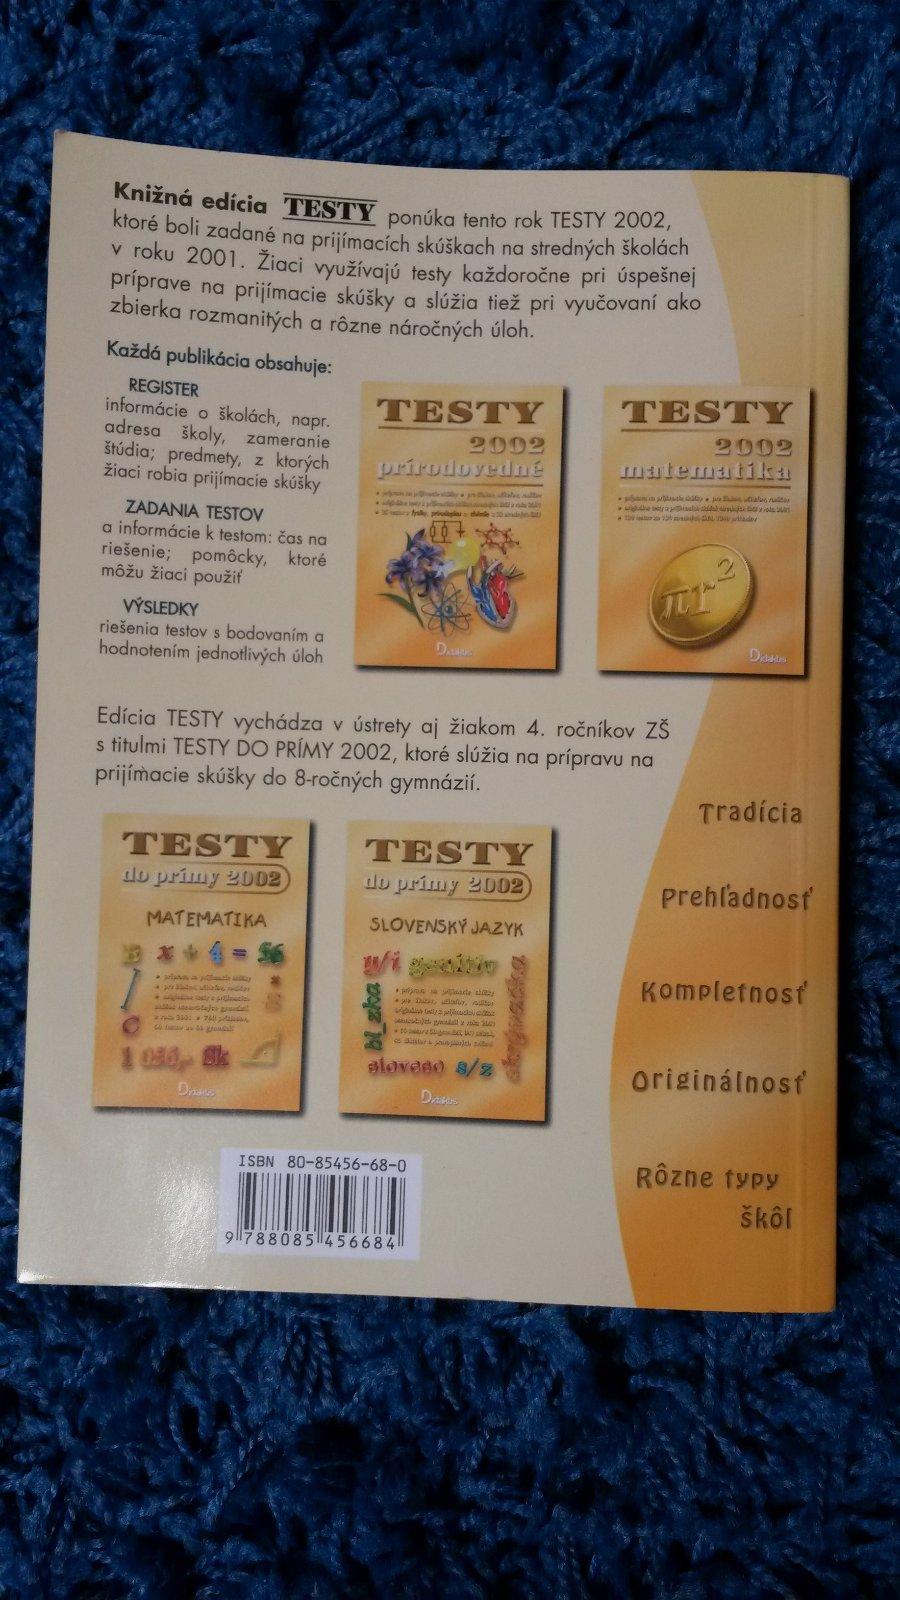 Knižná edícia TESTY ponúka tento rok TESTY 2002,
ktoré boli zadané na prijímacích skúškach na stredných školách
v roku 2001. Žiaci využívajú testy každoročne pri úspešnej
príprave na prijímacie skúšky a slúžia tiež pri vyučovaní ako
zbierka rozmanitých a rôzne náročných úloh.
Každá publikácia obsahuje:
REGISTER
informácie o školách, napr.
adresa školy, zameranie
štúdia; predmety, z ktorých
žiaci robia prijímacie skúšky
ZADANIA TESTOV
a informácie k testom: čas na
riešenie; pomôcky, ktoré
môžu žiaci použiť
VÝSLEDKY
riešenia testov s bodovaním a
hodnotením jednotlivých úloh
TESTY
2002
prírodovedné
Didaktis
TESTY
2002
matematika
πr2
Didaktis
Edícia TESTY vychádza v ústrety aj žiakom 4. ročníkov ZŠ
s titulmi TESTY DO PRÍMY 2002, ktoré slúžia na prípravu na
prijímacie skúšky do 8-ročných gymnázií.
TESTY
do prímy 2002
MATEMATIKA
x + 4 = 56
Didaktis
TESTY
do prímy 2002
SLOVENSKÝ JAZYK
y/i genitív
bl_zka
sloveso s/z
Didaktis
Tradícia
Prehľadnosť
Kompletnosť
Originálnosť
Rôzne typy
škôl
ISBN 80-85456-68-0
9 788085 456684